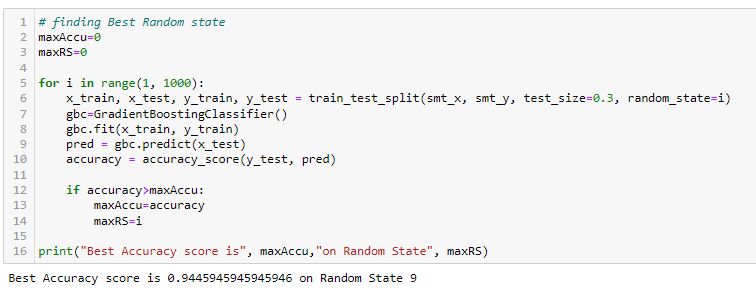 1 # finding Best Random state
2 maxAccu=0
3 maxRS=0
4
5 for i in range(1, 1000):
6     x_train, x_test, y_train, y_test = train_test_split(smt_x, smt_y, test_size=0.3, random_state=i)
7     gbc=GradientBoostingClassifier()
8     gbc.fit(x_train, y_train)
9     pred = gbc.predict(x_test)
10     accuracy = accuracy_score(y_test, pred)
11
12     if accuracy>maxAccu:
13         maxAccu=accuracy
14         maxRS=i
15
16 print("Best Accuracy score is", maxAccu,"on Random State", maxRS)
Best Accuracy score is 0.9445945945945946 on Random State 9